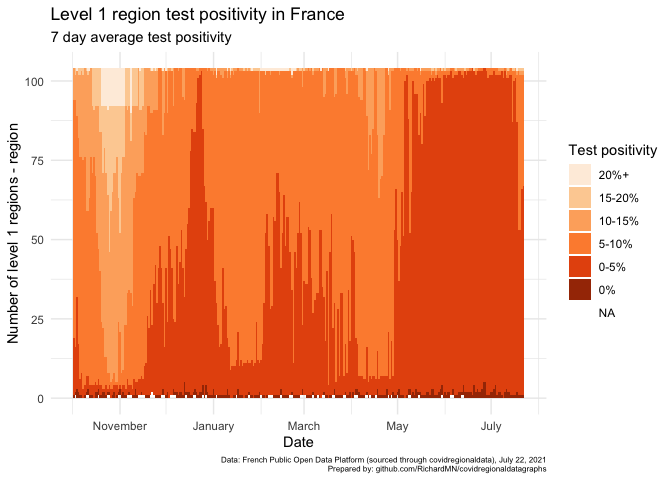 Level 1 region test positivity in France
7 day average test positivity
Number of level 1 regions - region
100
75
50
25
0
November
January
March
May
July
Date
Test positivity
20%+
15-20%
10-15%
5-10%
0-5%
0%
NA
Data: French Public Open Data Platform (sourced through covidregionaldata), July 22, 2021
Prepared by: github.com/RichardMN/covidregionaldatagraphs